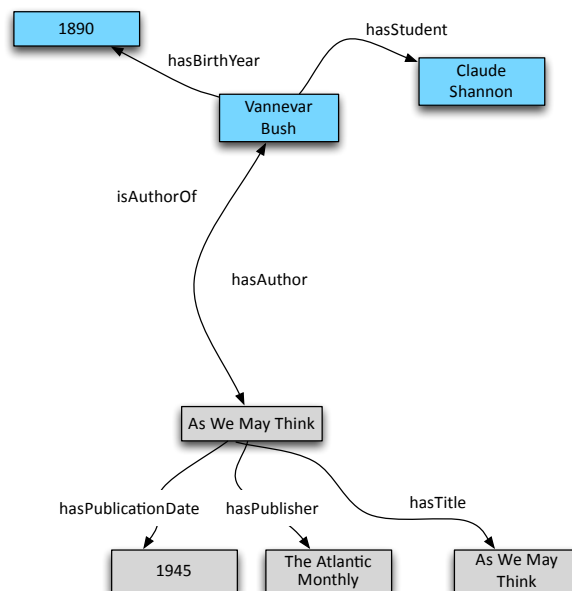 1890
hasStudent
hasBirthYear
Claude
Shannon
Vannevar
Bush
isAuthorOf
hasAuthor
As We May Think
hasPublicationDate
hasPublisher
hasTitle
1945
The Atlantic
Monthly
As We May
Think